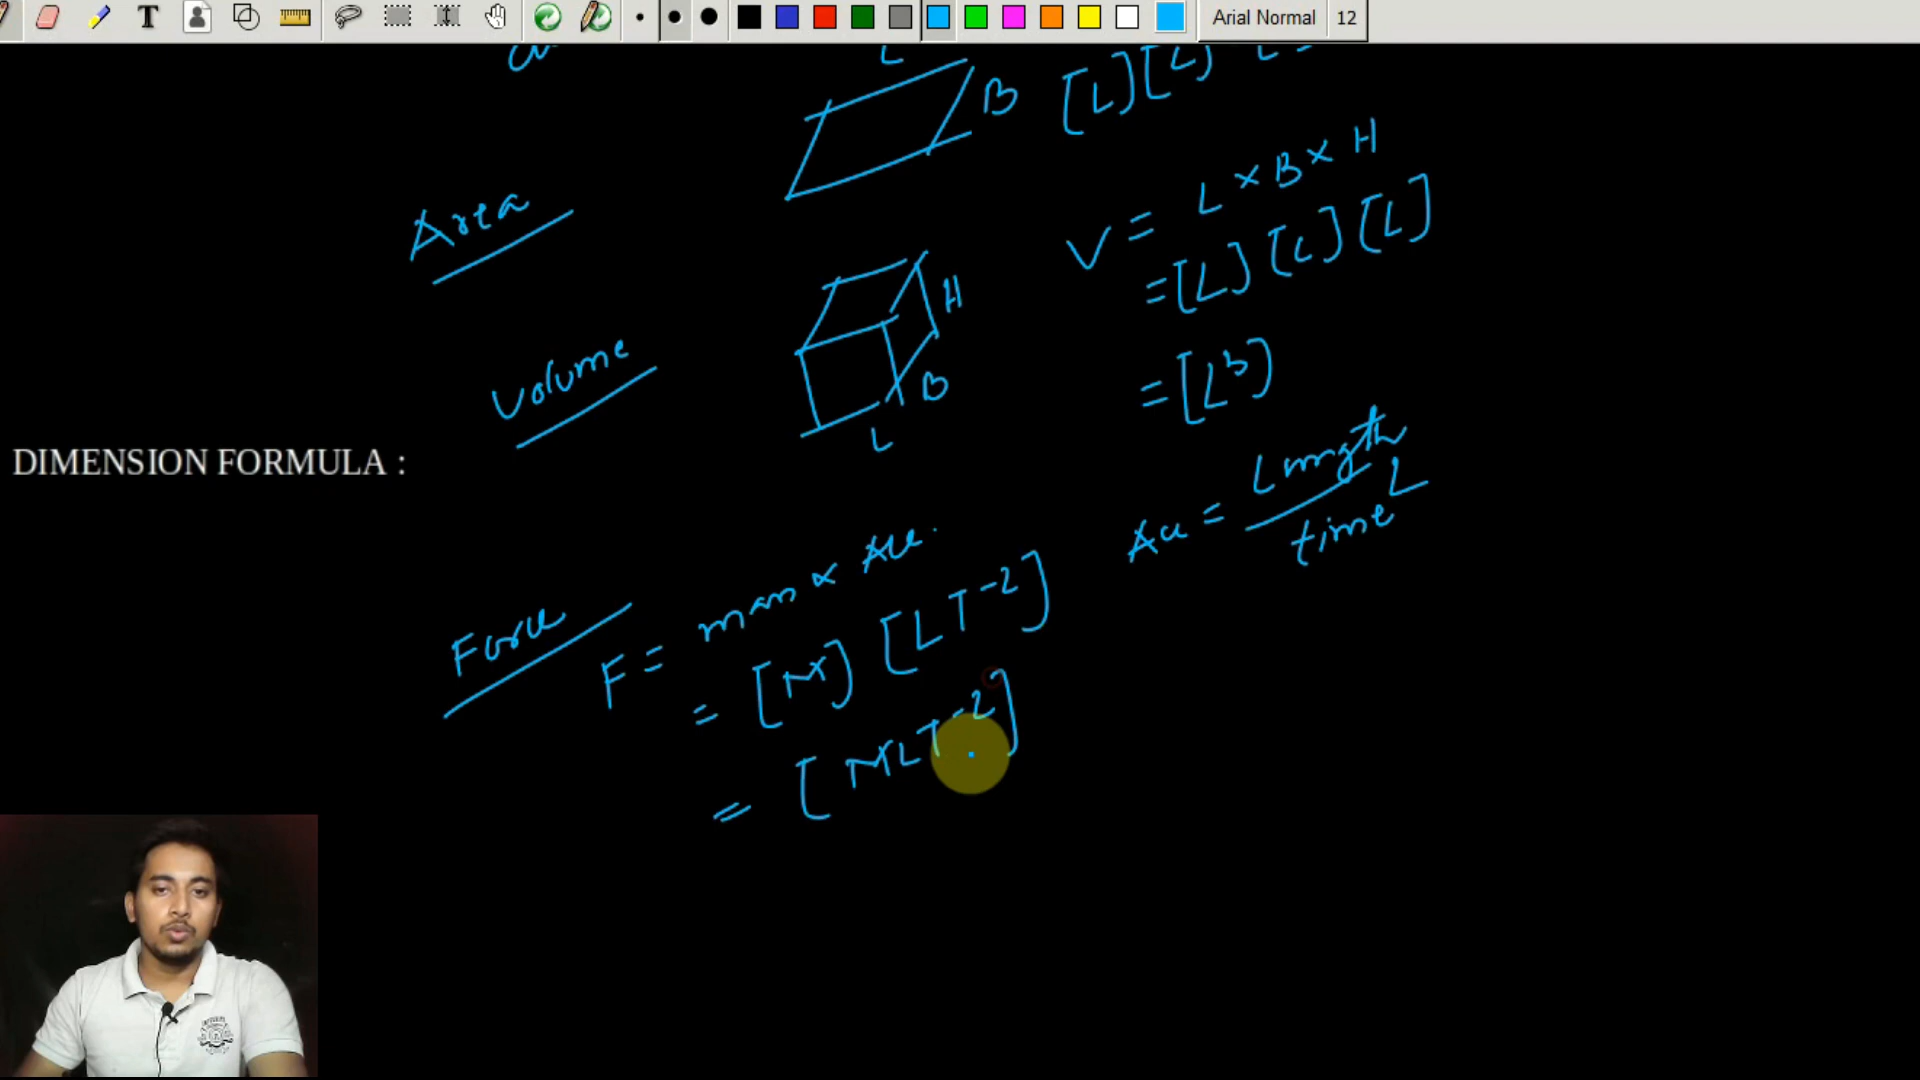 T Arial Normal 12
L
B [L][L]
Area
V = L × B × H
= [L] [L] [L]
H
B
L
Volume
= [L³]
DIMENSION FORMULA :
Acc = Length
time²
Force F = mass × Acc.
= [M] [LT⁻²]
= [MLT⁻²]